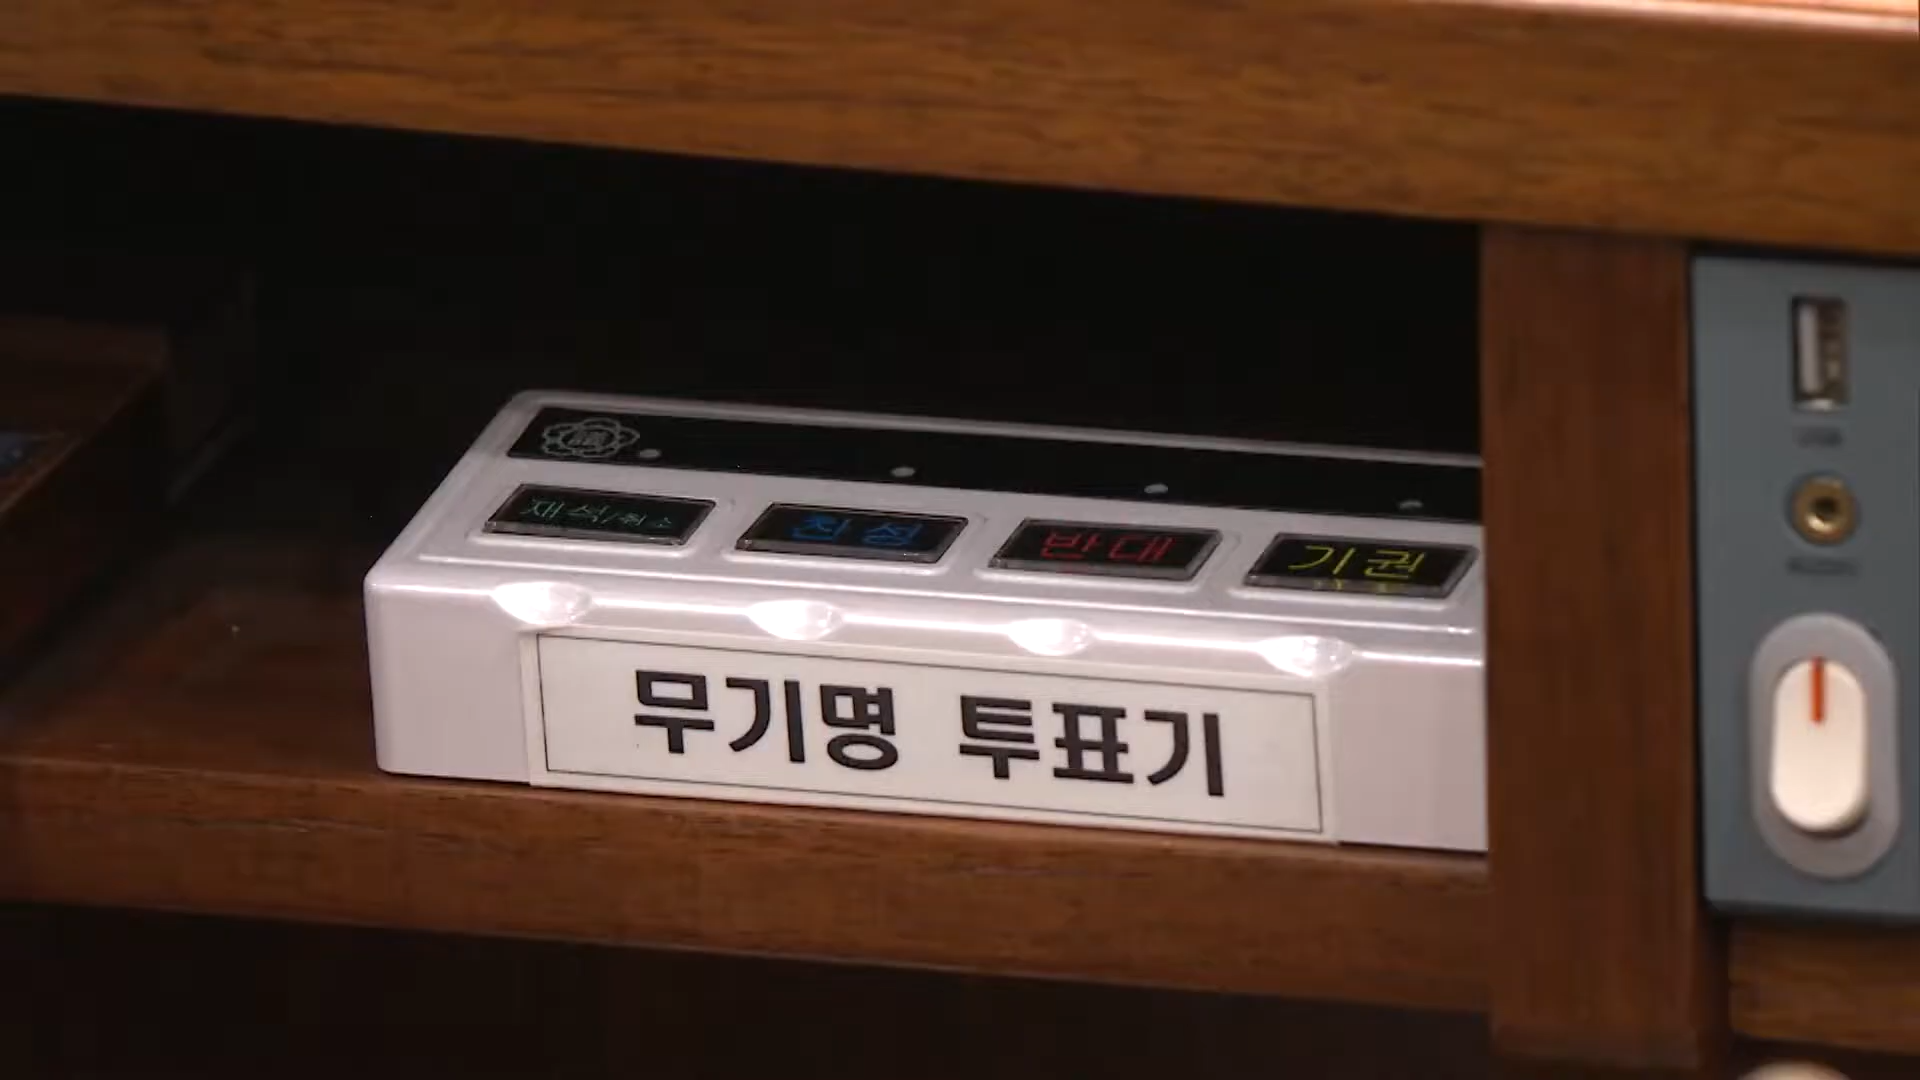 재석/취소 찬성 반대 기권
무기명 투표기